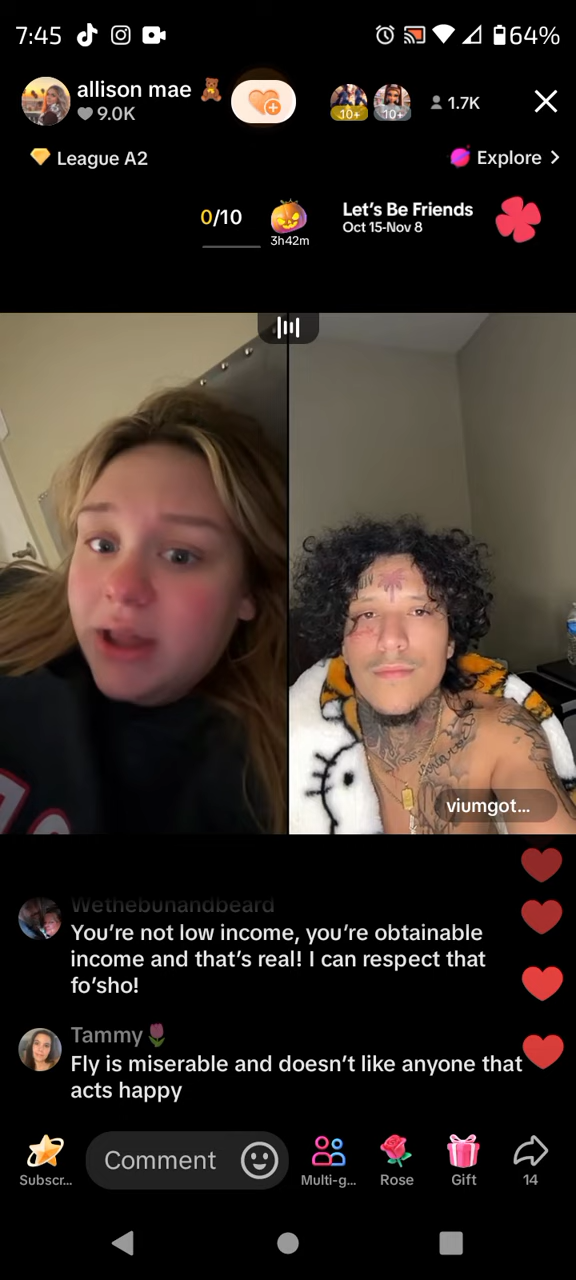 7:45
64%
allison mae 🧸
9.0K
10+
10+
1.7K
League A2
Explore >
0/10
3h42m
Let's Be Friends
Oct 15-Nov 8
viumgot...
Wethebunandbeard
You're not low income, you're obtainable
income and that's real! I can respect that
fo'sho!
Tammy🌷
Fly is miserable and doesn't like anyone that
acts happy
Comment
Subscr...
Multi-g...
Rose
Gift
14